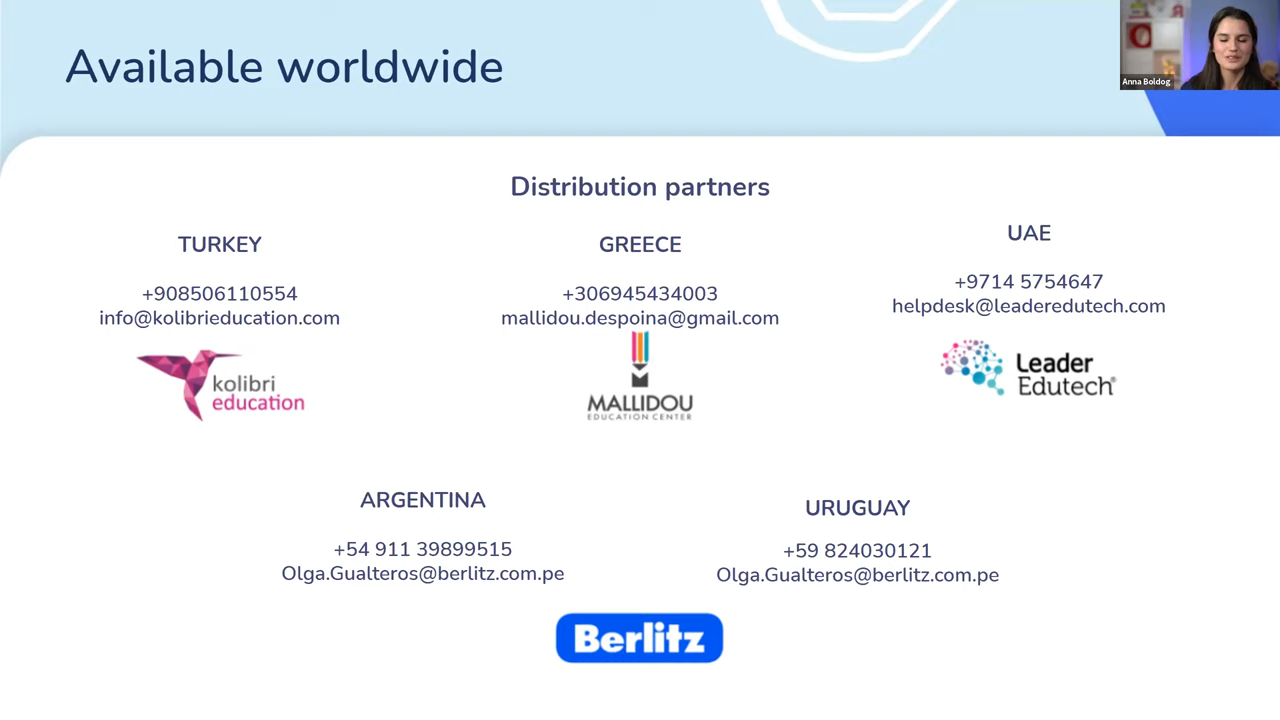 Available worldwide
Anna Boldog
Distribution partners
TURKEY
+908506110554
info@kolibrieducation.com
kolibri
education
GREECE
+306945434003
mallidou.despoina@gmail.com
MALLIDOU
EDUCATION CENTER
UAE
+9714 5754647
helpdesk@leaderedutech.com
Leader
Edutech®
ARGENTINA
+54 911 39899515
Olga.Gualteros@berlitz.com.pe
URUGUAY
+59 824030121
Olga.Gualteros@berlitz.com.pe
Berlitz